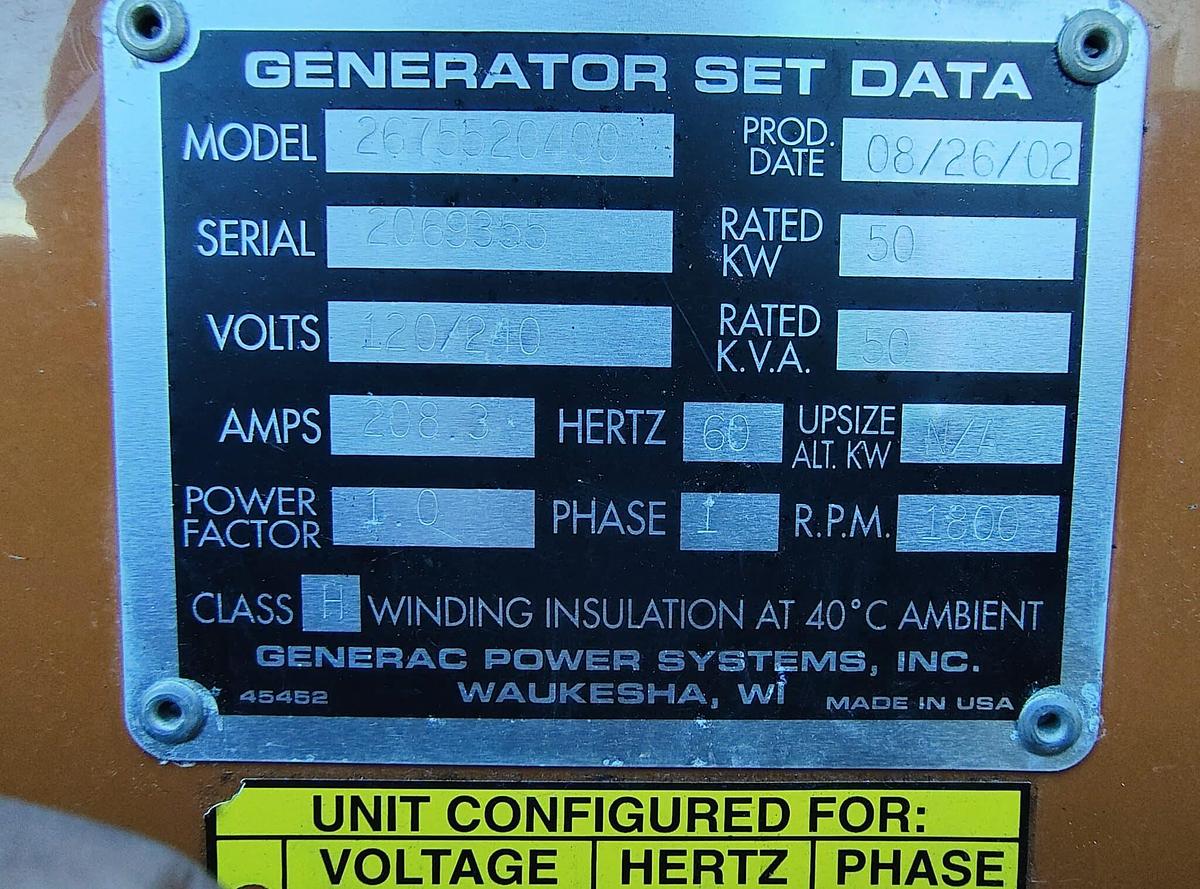 GENERATOR SET DATA
MODEL 2675520400 PROD. DATE 08/26/02
SERIAL 2069355 RATED KW 50
VOLTS 120/240 RATED K.V.A. 50
AMPS 208.3 HERTZ 60 UPSIZE ALT. KW N/A
POWER FACTOR 1.0 PHASE 1 R.P.M. 1800
CLASS H WINDING INSULATION AT 40°C AMBIENT
GENERAC POWER SYSTEMS, INC.
45452 WAUKESHA, WI MADE IN USA
UNIT CONFIGURED FOR:
VOLTAGE HERTZ PHASE